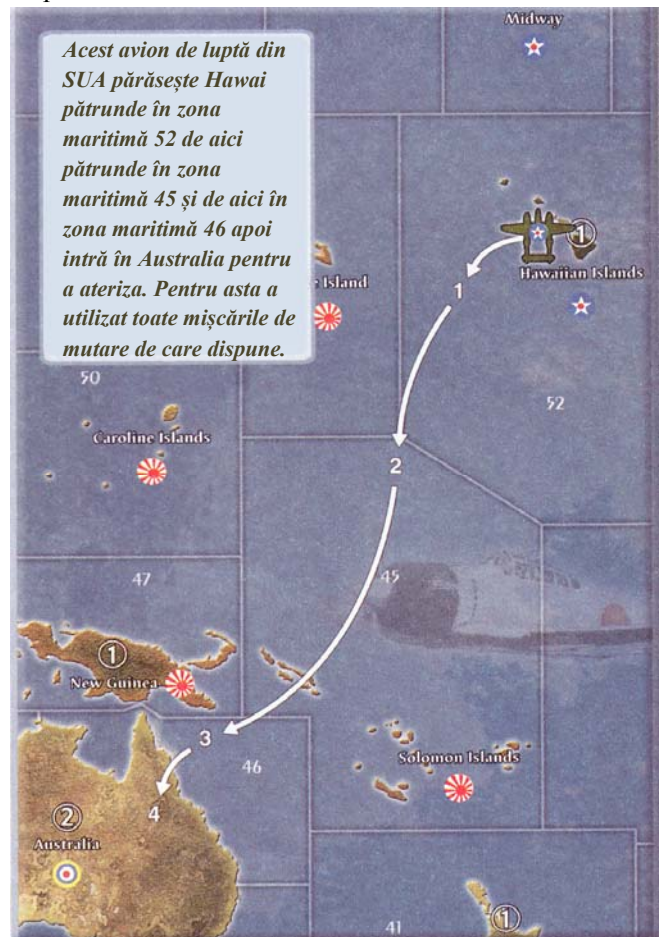 Midway
Acest avion de luptă din
SUA părăsește Hawai
pătrunde în zona
maritimă 52 de aici
pătrunde în zona
maritimă 45 și de aici în
zona maritimă 46 apoi
intră în Australia pentru
a ateriza. Pentru asta a
utilizat toate mișcările de
mutare de care dispune.
1
Hawaiian Islands
Island
1
50
52
Caroline Islands
2
47
45
1
New Guinea
3
46
Solomon Islands
4
2
Australia
41
1